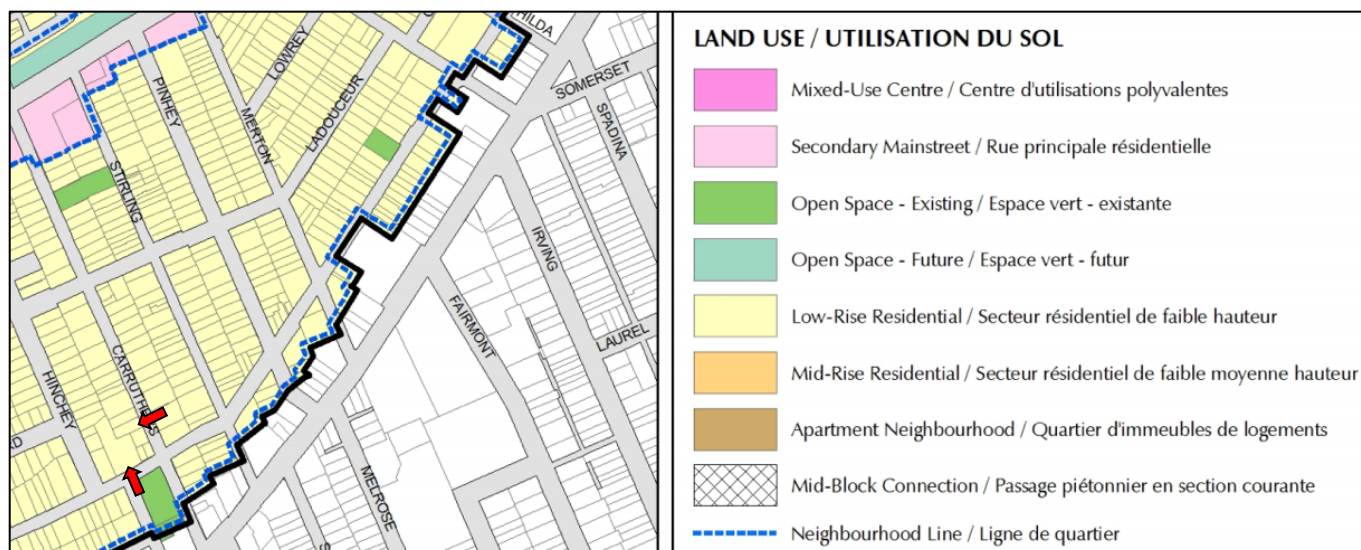 HILDA
LOWREY
SOMERSET
PINHEY
LADOUCEUR
MERTON
SPADINA
STIRLING
IRVING
FAIRMONT
LAUREL
CARRUTHERS
HINCHEY
MELROSE
LAND USE / UTILISATION DU SOL
Mixed-Use Centre / Centre d'utilisations polyvalentes
Secondary Mainstreet / Rue principale résidentielle
Open Space - Existing / Espace vert - existante
Open Space - Future / Espace vert - futur
Low-Rise Residential / Secteur résidentiel de faible hauteur
Mid-Rise Residential / Secteur résidentiel de faible moyenne hauteur
Apartment Neighbourhood / Quartier d'immeubles de logements
Mid-Block Connection / Passage piétonnier en section courante
Neighbourhood Line / Ligne de quartier